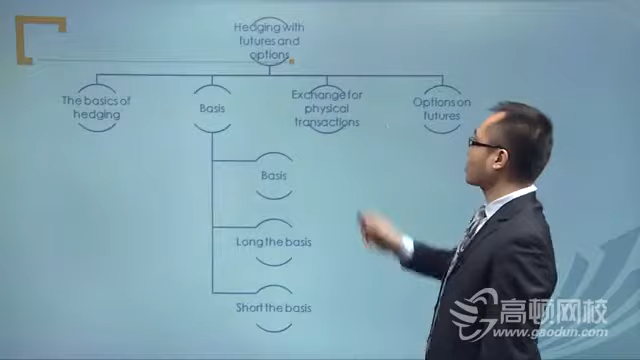 Hedging with
futures and
options
The basics of
hedging
Basis
Exchange for
physical
transactions
Options on
futures
Basis
Long the basis
Short the basis
高顿网校
www.gaodun.com